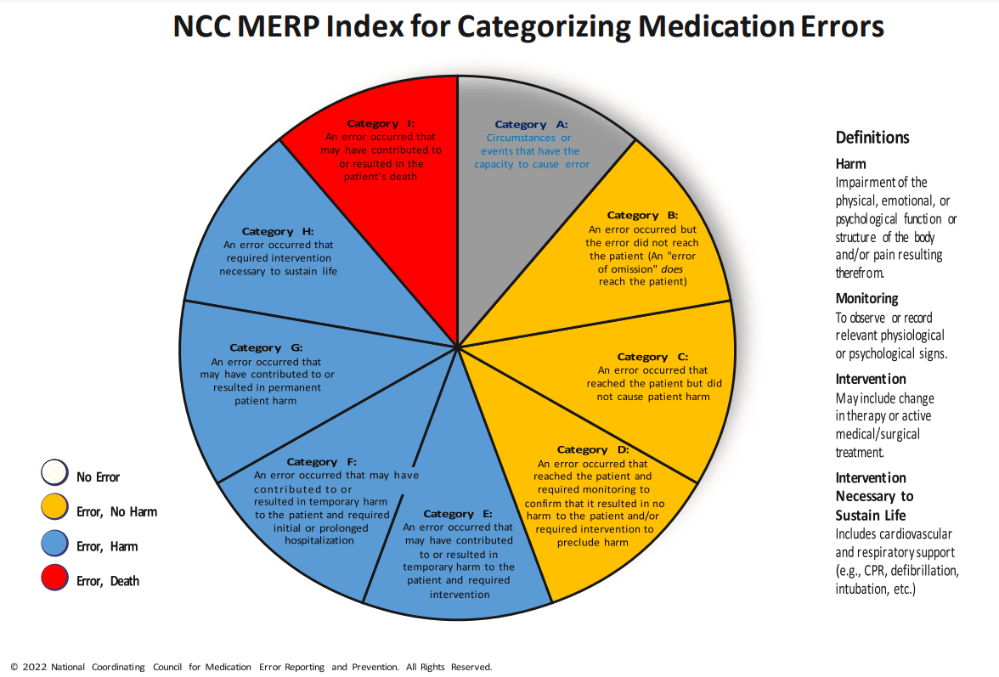 NCC MERP Index for Categorizing Medication Errors
Category I:
An error occurred that
may have contributed to
or resulted in the
patient's death
Category A:
Circumstances or
events that have the
capacity to cause error
Category B:
An error occurred but
the error did not reach
the patient (An "error
of omission" does
reach the patient)
Category H:
An error occurred that
required intervention
necessary to sustain life
Category C:
An error occurred that
reached the patient but did
not cause patient harm
Category G:
An error occurred that
may have contributed to or
resulted in permanent
patient harm
Category D:
An error occurred that
reached the patient and
required monitoring to
confirm that it resulted in no
harm to the patient and/or
required intervention to
preclude harm
Category F:
An error occurred that may have
contributed to or
resulted in temporary harm
to the patient and required
initial or prolonged
hospitalization
Category E:
An error occurred that
may have contributed
to or resulted in
temporary harm to the
patient and required
intervention
No Error
Error, No Harm
Error, Harm
Error, Death
Definitions
Harm
Impairment of the
physical, emotional, or
psychological function or
structure of the body
and/or pain resulting
therefrom.
Monitoring
To observe or record
relevant physiological
or psychological signs.
Intervention
May include change
in therapy or active
medical/surgical
treatment.
Intervention
Necessary to
Sustain Life
Includes cardiovascular
and respiratory support
(e.g., CPR, defibrillation,
intubation, etc.)
© 2022 National Coordinating Council for Medication Error Reporting and Prevention. All Rights Reserved.